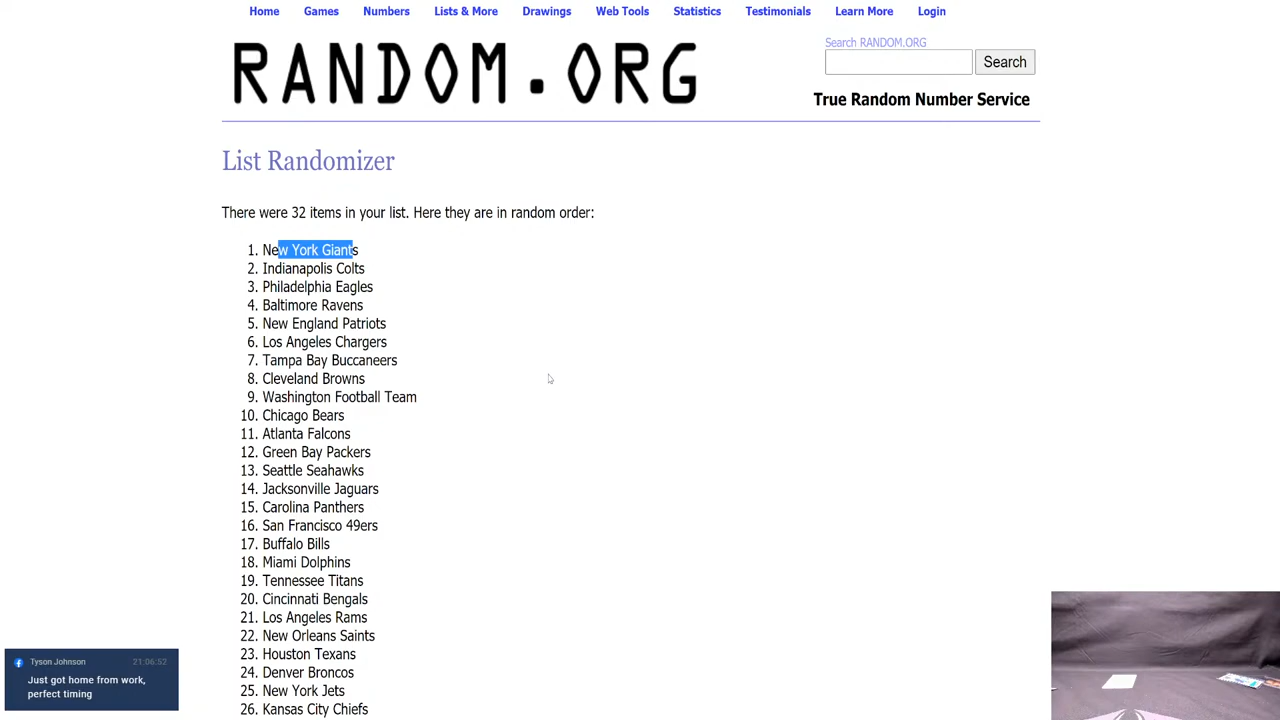 Home Games Numbers Lists & More Drawings Web Tools Statistics Testimonials Learn More Login
RANDOM.ORG
Search RANDOM.ORG
Search
True Random Number Service
List Randomizer
There were 32 items in your list. Here they are in random order:
1. New York Giants
2. Indianapolis Colts
3. Philadelphia Eagles
4. Baltimore Ravens
5. New England Patriots
6. Los Angeles Chargers
7. Tampa Bay Buccaneers
8. Cleveland Browns
9. Washington Football Team
10. Chicago Bears
11. Atlanta Falcons
12. Green Bay Packers
13. Seattle Seahawks
14. Jacksonville Jaguars
15. Carolina Panthers
16. San Francisco 49ers
17. Buffalo Bills
18. Miami Dolphins
19. Tennessee Titans
20. Cincinnati Bengals
21. Los Angeles Rams
22. New Orleans Saints
23. Houston Texans
24. Denver Broncos
25. New York Jets
26. Kansas City Chiefs
Tyson Johnson 21:06:52
Just got home from work,
perfect timing